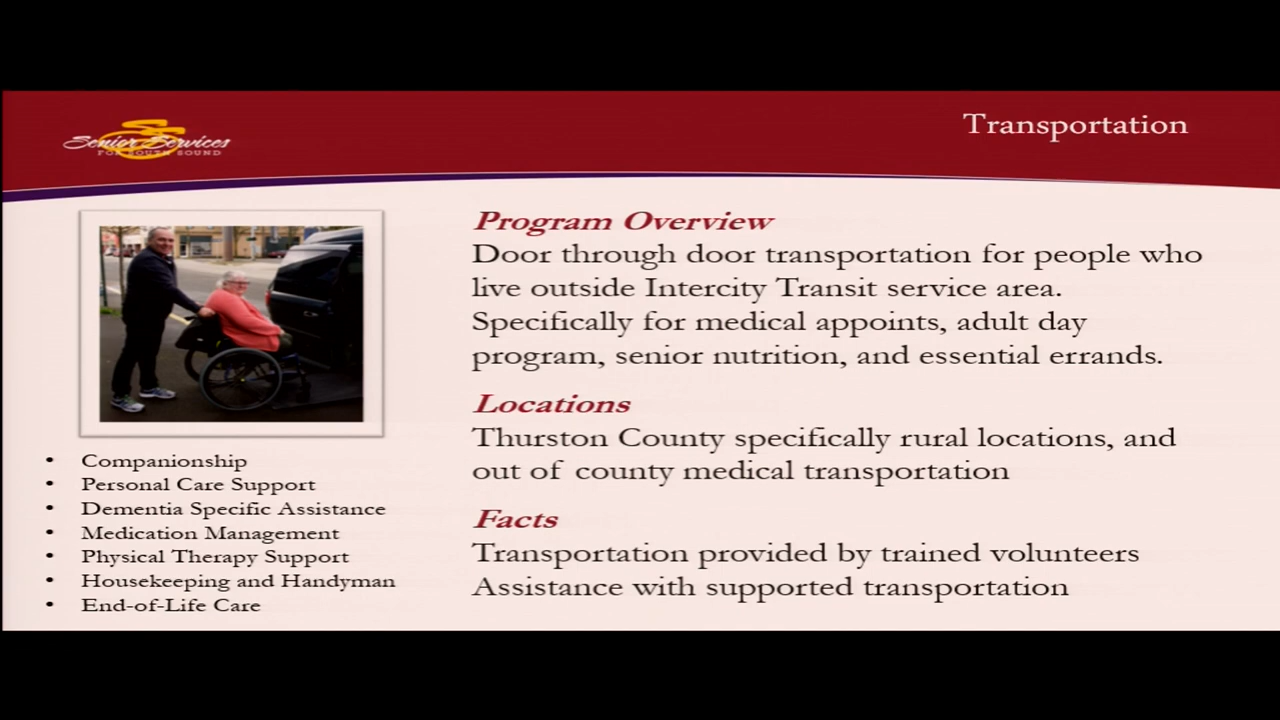 Senior Services
FOR SOUTH SOUND
Transportation
Program Overview
Door through door transportation for people who
live outside Intercity Transit service area.
Specifically for medical appoints, adult day
program, senior nutrition, and essential errands.
Locations
Thurston County specifically rural locations, and
out of county medical transportation
Facts
Transportation provided by trained volunteers
Assistance with supported transportation
• Companionship
• Personal Care Support
• Dementia Specific Assistance
• Medication Management
• Physical Therapy Support
• Housekeeping and Handyman
• End-of-Life Care